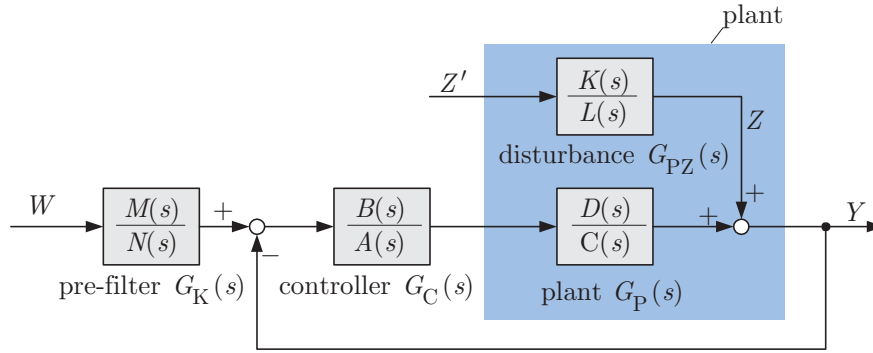 plant
Z′
K(s)
L(s)
Z
disturbance G_PZ(s)
+
W
M(s)
N(s)
+
−
B(s)
A(s)
D(s)
C(s)
+
Y
pre-filter G_K(s)
controller G_C(s)
plant G_P(s)